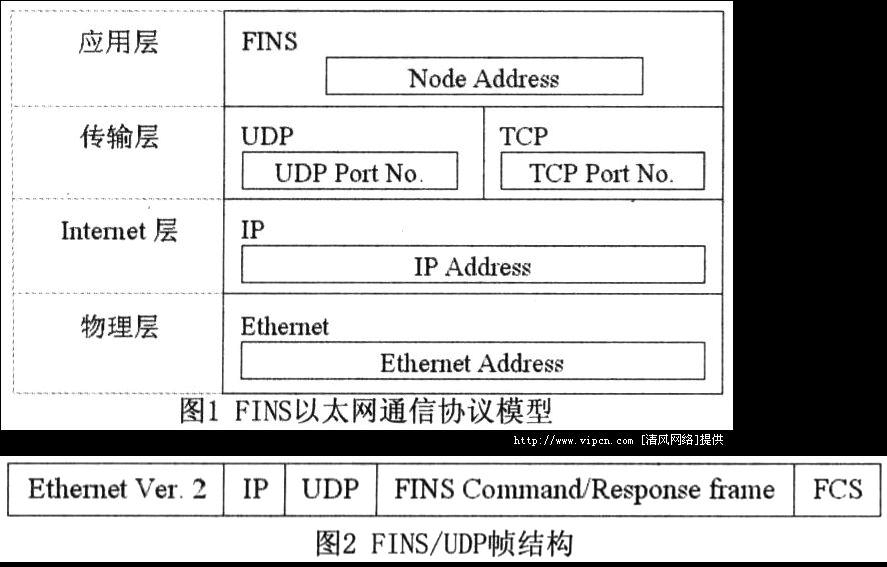 应用层
FINS
Node Address
传输层
UDP
TCP
UDP Port No.
TCP Port No.
Internet 层
IP
IP Address
物理层
Ethernet
Ethernet Address
图1 FINS以太网通信协议模型
http://www.vipcn.com [清风网络]提供
Ethernet Ver. 2 IP UDP FINS Command/Response frame FCS
图2 FINS/UDP帧结构